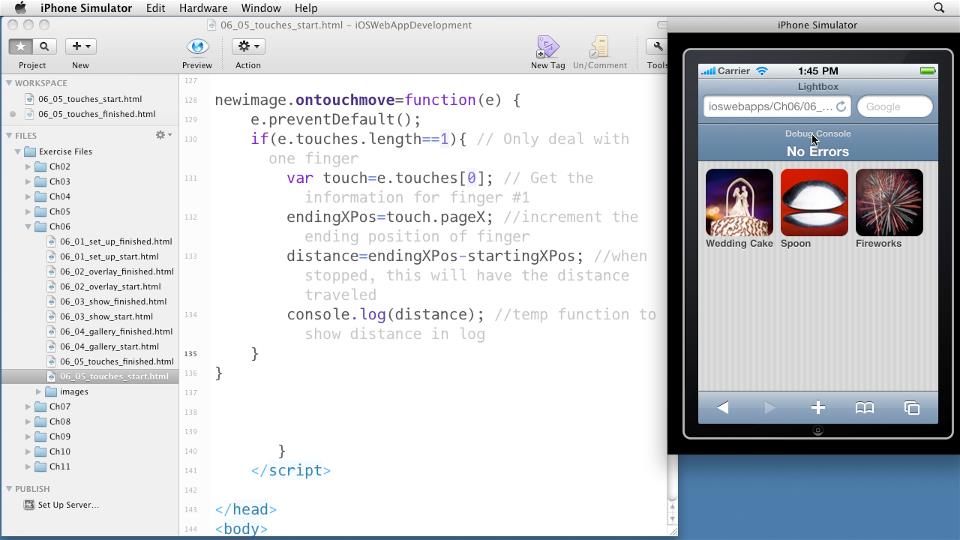 iPhone Simulator Edit Hardware Window Help
06_05_touches_start.html – iOSWebAppDevelopment
Project New Preview Action New Tag Un/Comment Tools
WORKSPACE
06_05_touches_start.html
06_05_touches_finished.html
FILES
Exercise Files
Ch02
Ch03
Ch04
Ch05
Ch06
06_01_set_up_finished.html
06_01_set_up_start.html
06_02_overlay_finished.html
06_02_overlay_start.html
06_03_show_finished.html
06_03_show_start.html
06_04_gallery_finished.html
06_04_gallery_start.html
06_05_touches_finished.html
06_05_touches_start.html
images
Ch07
Ch08
Ch09
Ch10
Ch11
PUBLISH
Set Up Server...
127
128 newimage.ontouchmove=function(e) {
129 e.preventDefault();
130 if(e.touches.length==1){ // Only deal with
one finger
131 var touch=e.touches[0]; // Get the
information for finger #1
132 endingXPos=touch.pageX; //increment the
ending position of finger
133 distance=endingXPos-startingXPos; //when
stopped, this will have the distance
traveled
134 console.log(distance); //temp function to
show distance in log
135 }
136 }
137
138
139
140 }
141 </script>
142
143 </head>
144 <body>
iPhone Simulator
Carrier 1:45 PM
Lightbox
ioswebapps/Ch06/06_... Google
Debug Console
No Errors
Wedding Cake Spoon Fireworks